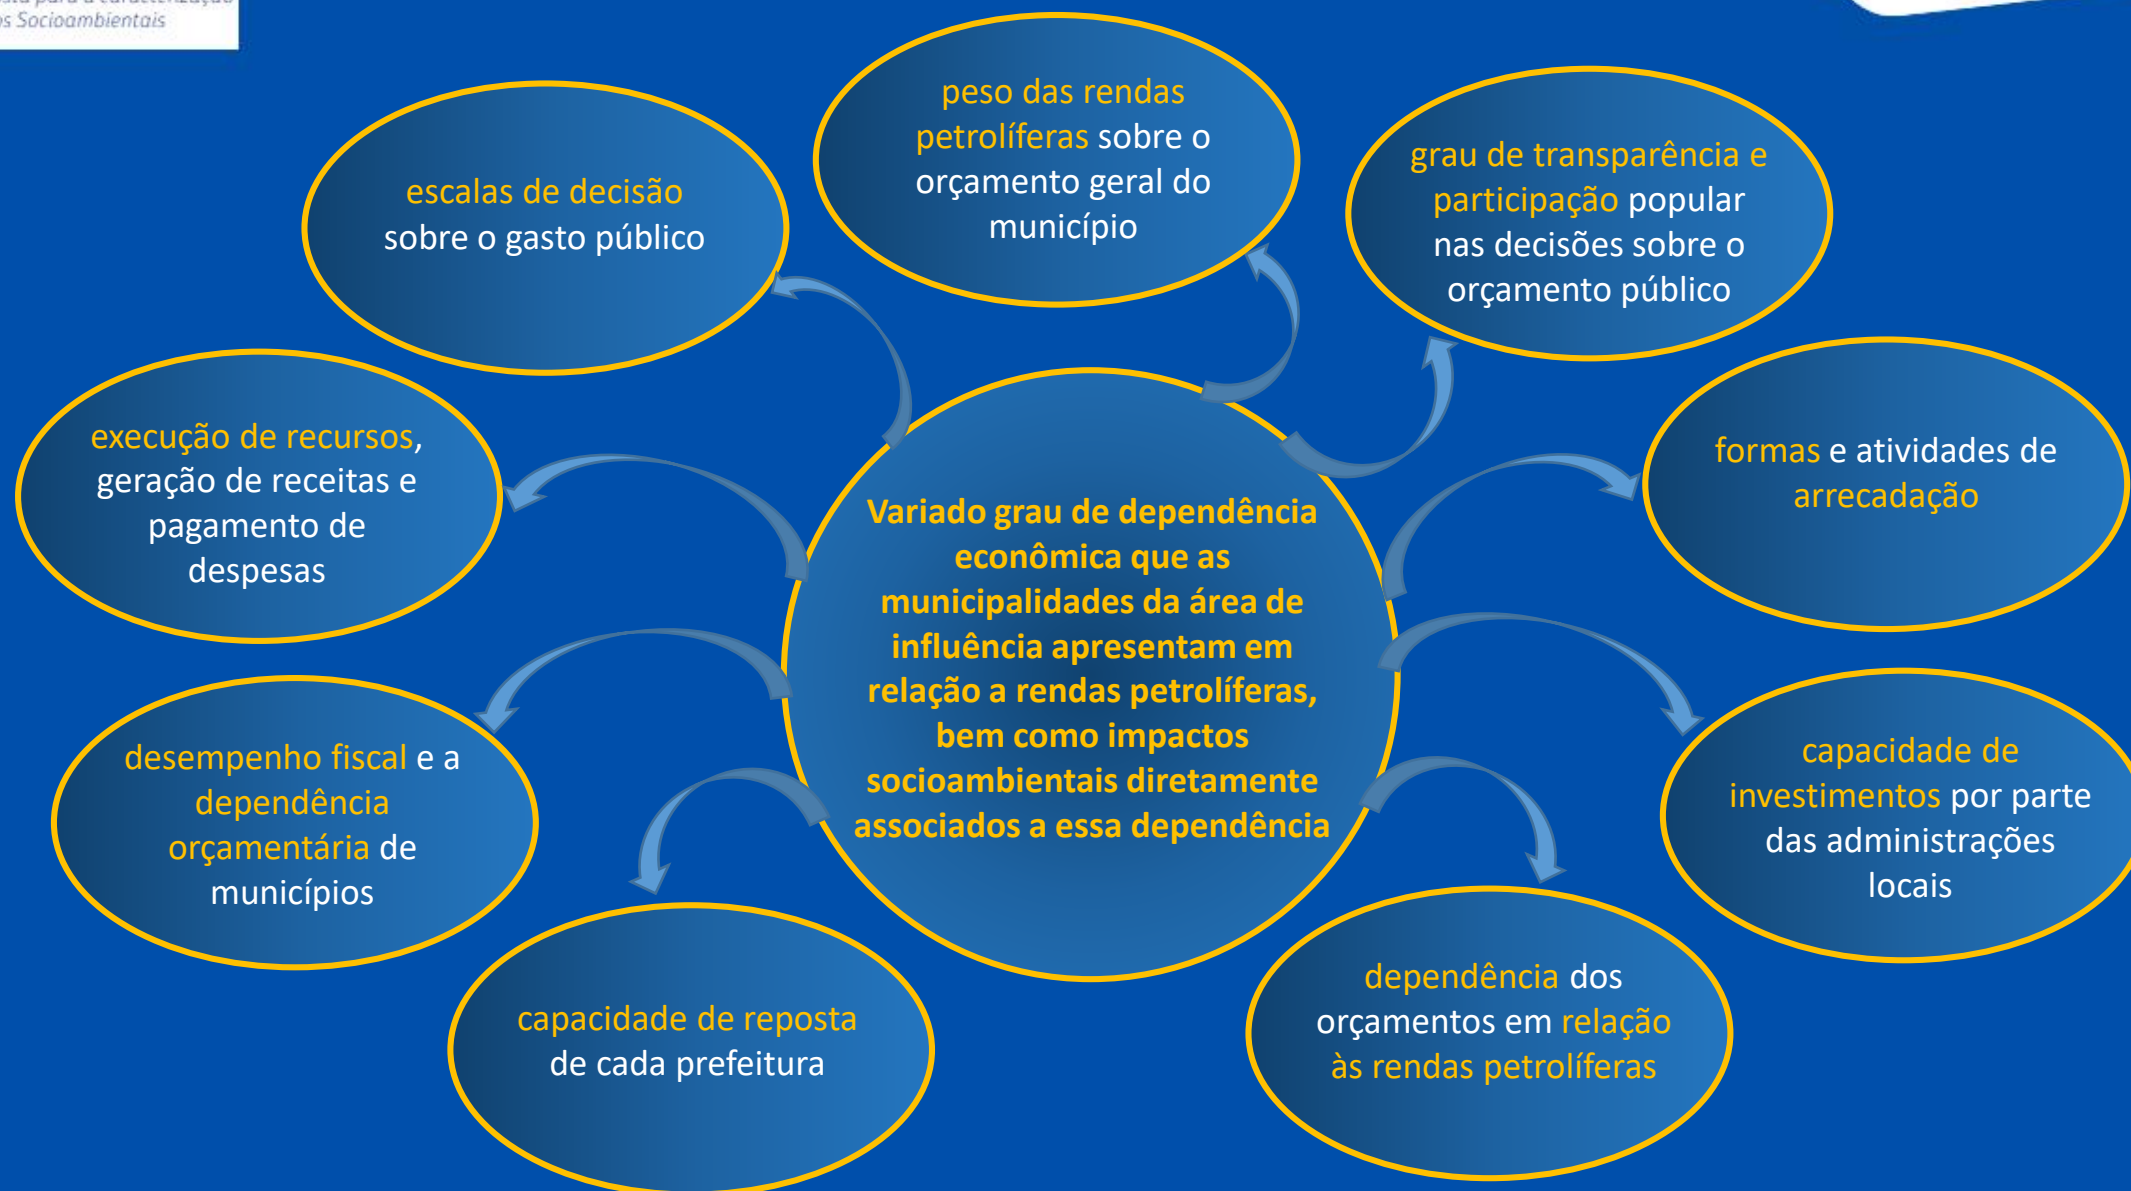 para a caracterização
os Socioambientais
peso das rendas
petrolíferas sobre o
orçamento geral do
município
escalas de decisão
sobre o gasto público
grau de transparência e
participação popular
nas decisões sobre o
orçamento público
execução de recursos,
geração de receitas e
pagamento de
despesas
formas e atividades de
arrecadação
Variado grau de dependência
econômica que as
municipalidades da área de
influência apresentam em
relação a rendas petrolíferas,
bem como impactos
socioambientais diretamente
associados a essa dependência
desempenho fiscal e a
dependência
orçamentária de
municípios
capacidade de
investimentos por parte
das administrações
locais
capacidade de reposta
de cada prefeitura
dependência dos
orçamentos em relação
às rendas petrolíferas